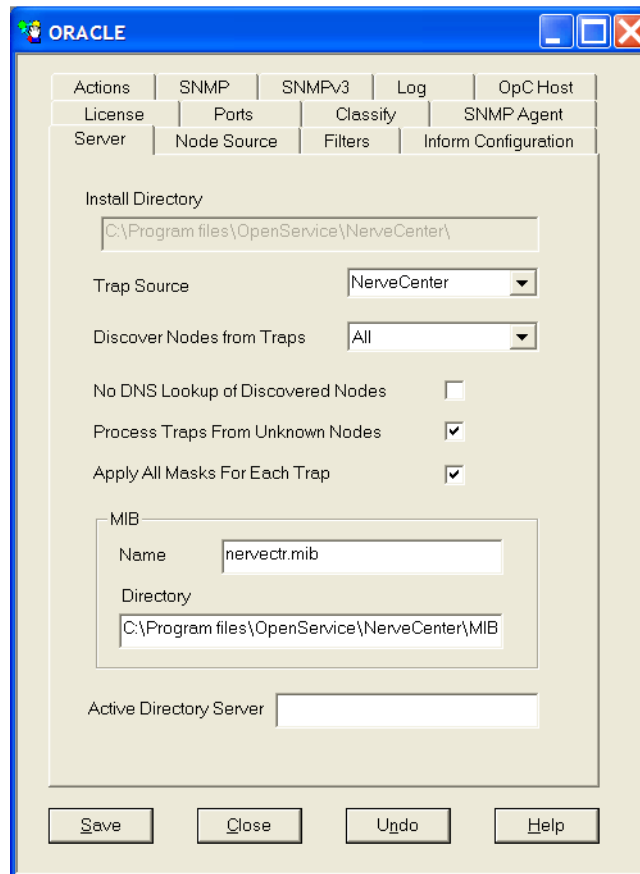 ORACLE
Actions SNMP SNMPv3 Log OpC Host
License Ports Classify SNMP Agent
Server Node Source Filters Inform Configuration
Install Directory
C:\Program files\OpenService\NerveCenter\
Trap Source NerveCenter
Discover Nodes from Traps All
No DNS Lookup of Discovered Nodes
Process Traps From Unknown Nodes
Apply All Masks For Each Trap
MIB
Name nervectr.mib
Directory
C:\Program files\OpenService\NerveCenter\MIB
Active Directory Server
Save Close Undo Help